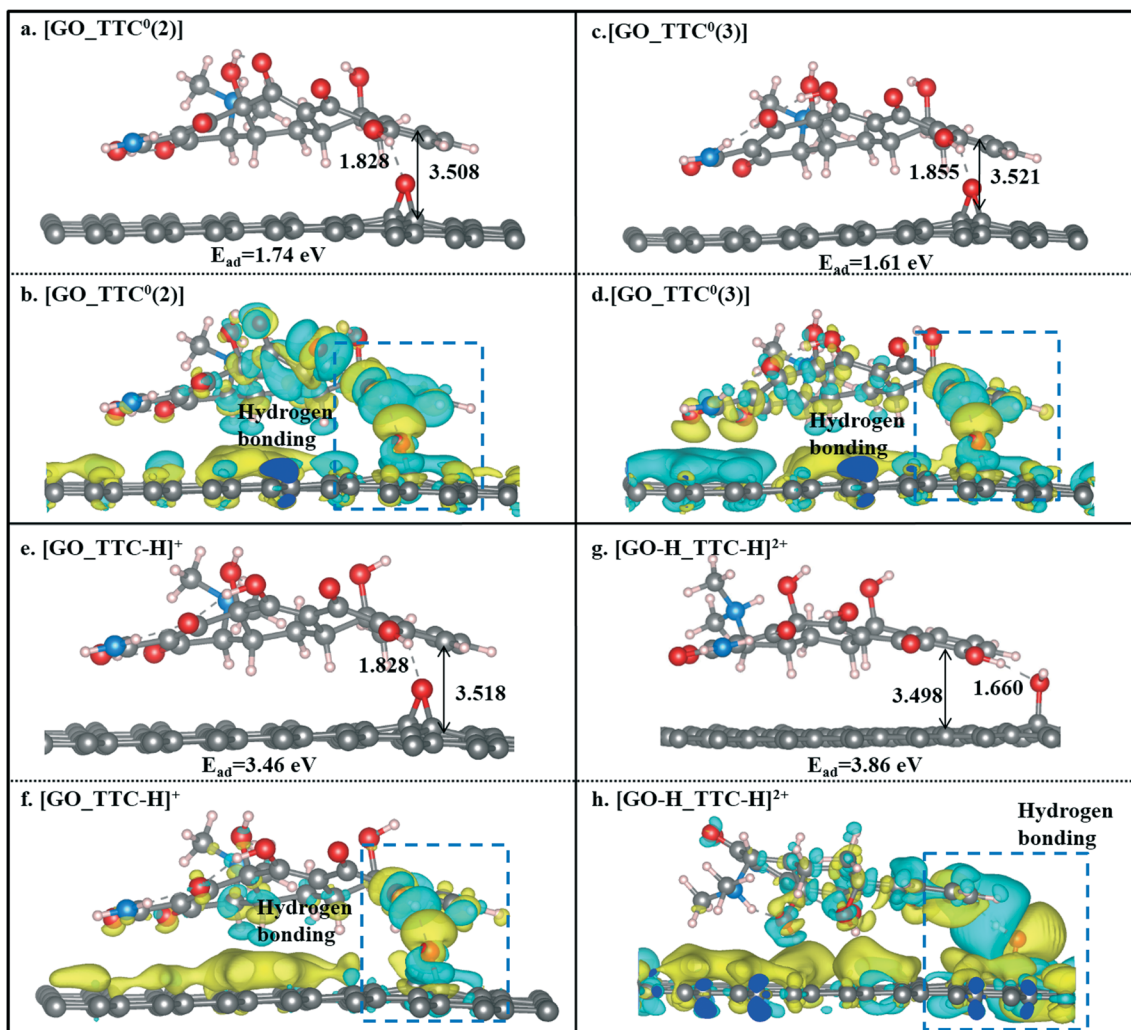 a. [GO_TTC⁰(2)]
1.828
3.508
E_ad=1.74 eV
c.[GO_TTC⁰(3)]
1.855
3.521
E_ad=1.61 eV
b. [GO_TTC⁰(2)]
Hydrogen
bonding
d.[GO_TTC⁰(3)]
Hydrogen
bonding
e. [GO_TTC-H]⁺
1.828
3.518
E_ad=3.46 eV
g. [GO-H_TTC-H]²⁺
3.498
1.660
E_ad=3.86 eV
f. [GO_TTC-H]⁺
Hydrogen
bonding
h. [GO-H_TTC-H]²⁺
Hydrogen
bonding